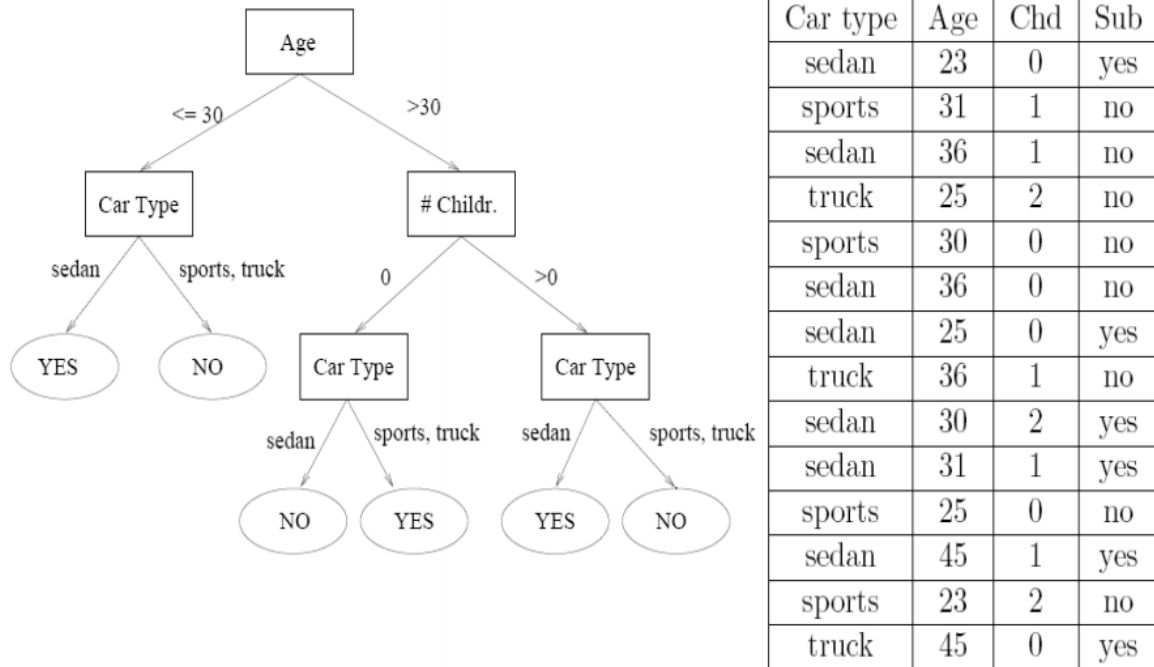 Age
<= 30
>30
Car Type
# Childr.
sedan
sports, truck
0
>0
YES
NO
Car Type
Car Type
sedan
sports, truck
sedan
sports, truck
NO
YES
YES
NO
Car type Age Chd Sub
sedan 23 0 yes
sports 31 1 no
sedan 36 1 no
truck 25 2 no
sports 30 0 no
sedan 36 0 no
sedan 25 0 yes
truck 36 1 no
sedan 30 2 yes
sedan 31 1 yes
sports 25 0 no
sedan 45 1 yes
sports 23 2 no
truck 45 0 yes